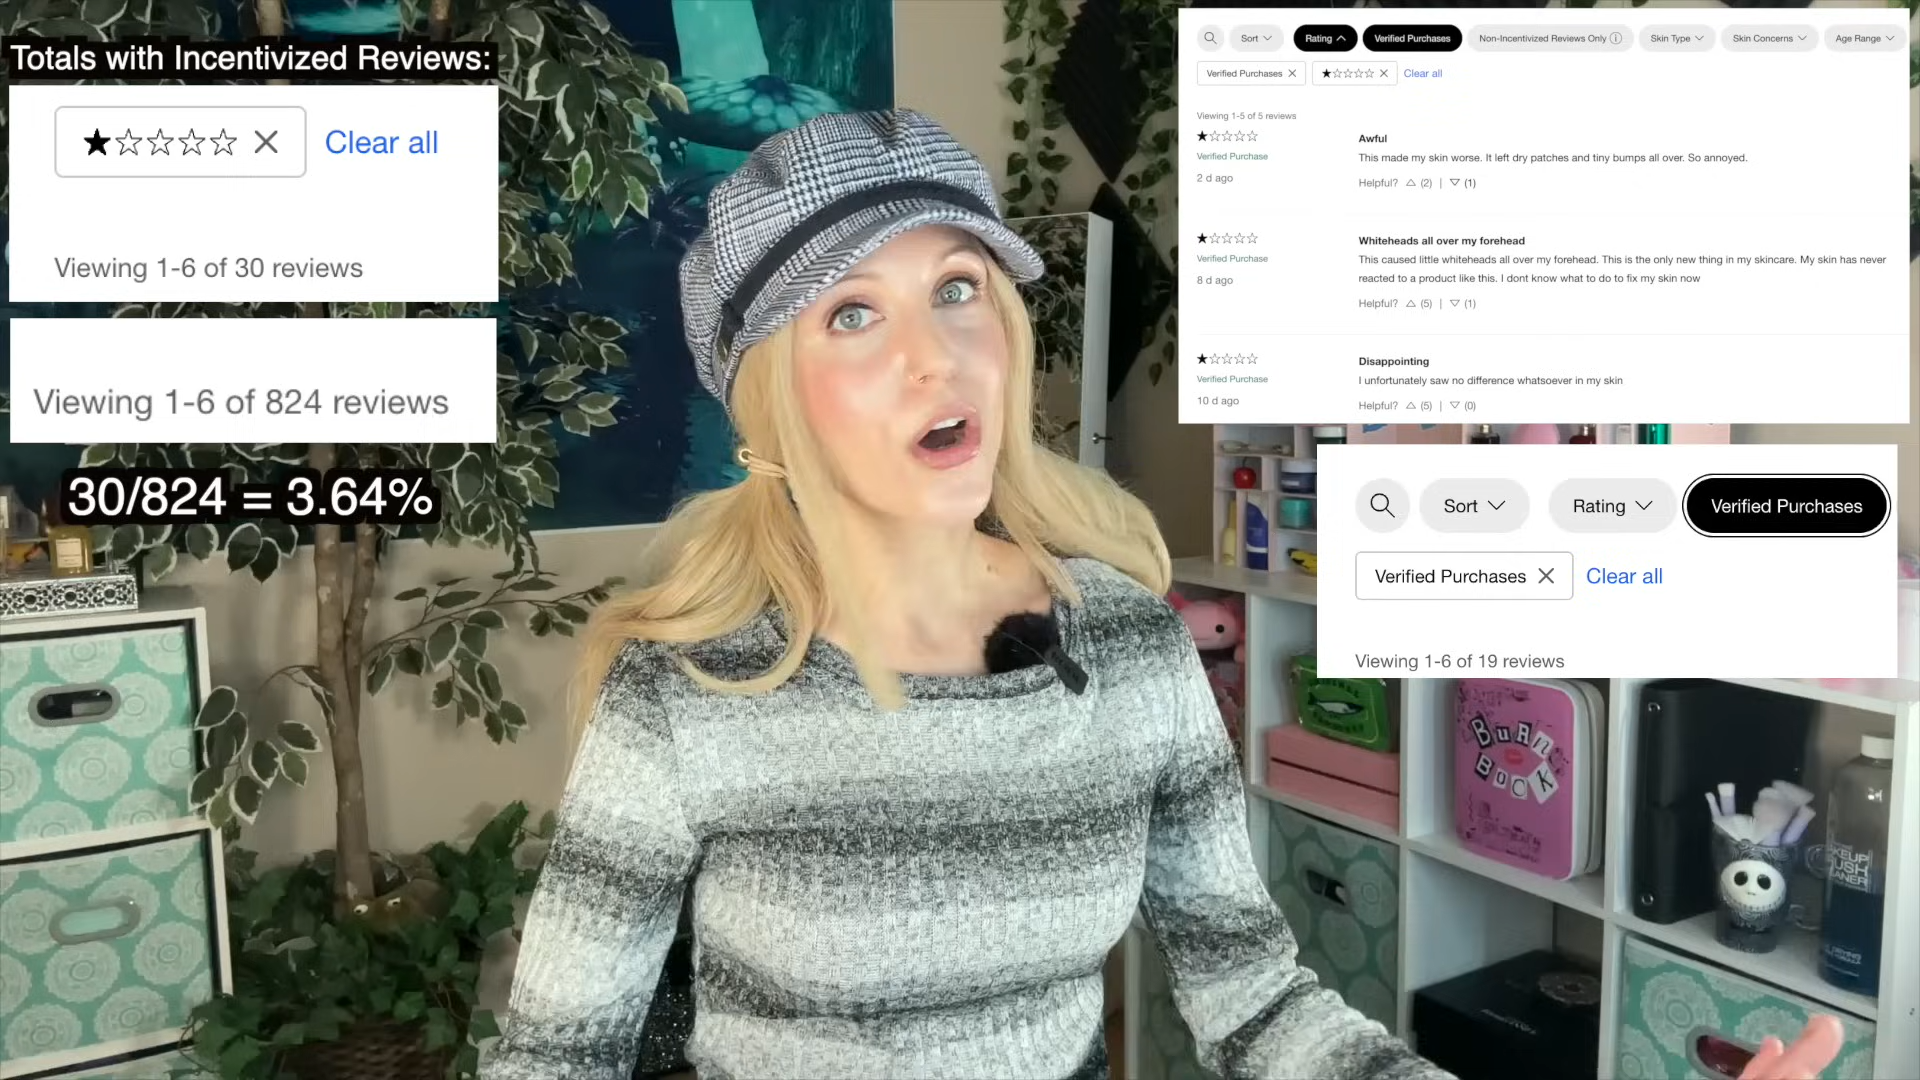 Totals with Incentivized Reviews:
★☆☆☆☆ ✕ Clear all
Viewing 1-6 of 30 reviews
Viewing 1-6 of 824 reviews
30/824 = 3.64%
Sort Rating Verified Purchases Non-Incentivized Reviews Only Skin Type Skin Concerns Age Range
Verified Purchases ✕ ★☆☆☆☆ ✕ Clear all
Viewing 1-5 of 5 reviews
★☆☆☆☆
Verified Purchase
2 d ago
Awful
This made my skin worse. It left dry patches and tiny bumps all over. So annoyed.
Helpful? △ (2) | ▽ (1)
★☆☆☆☆
Verified Purchase
8 d ago
Whiteheads all over my forehead
This caused little whiteheads all over my forehead. This is the only new thing in my skincare. My skin has never
reacted to a product like this. I dont know what to do to fix my skin now
Helpful? △ (5) | ▽ (1)
★☆☆☆☆
Verified Purchase
10 d ago
Disappointing
I unfortunately saw no difference whatsoever in my skin
Helpful? △ (5) | ▽ (0)
Sort Rating Verified Purchases
Verified Purchases ✕ Clear all
Viewing 1-6 of 19 reviews
BuRN
BOCK